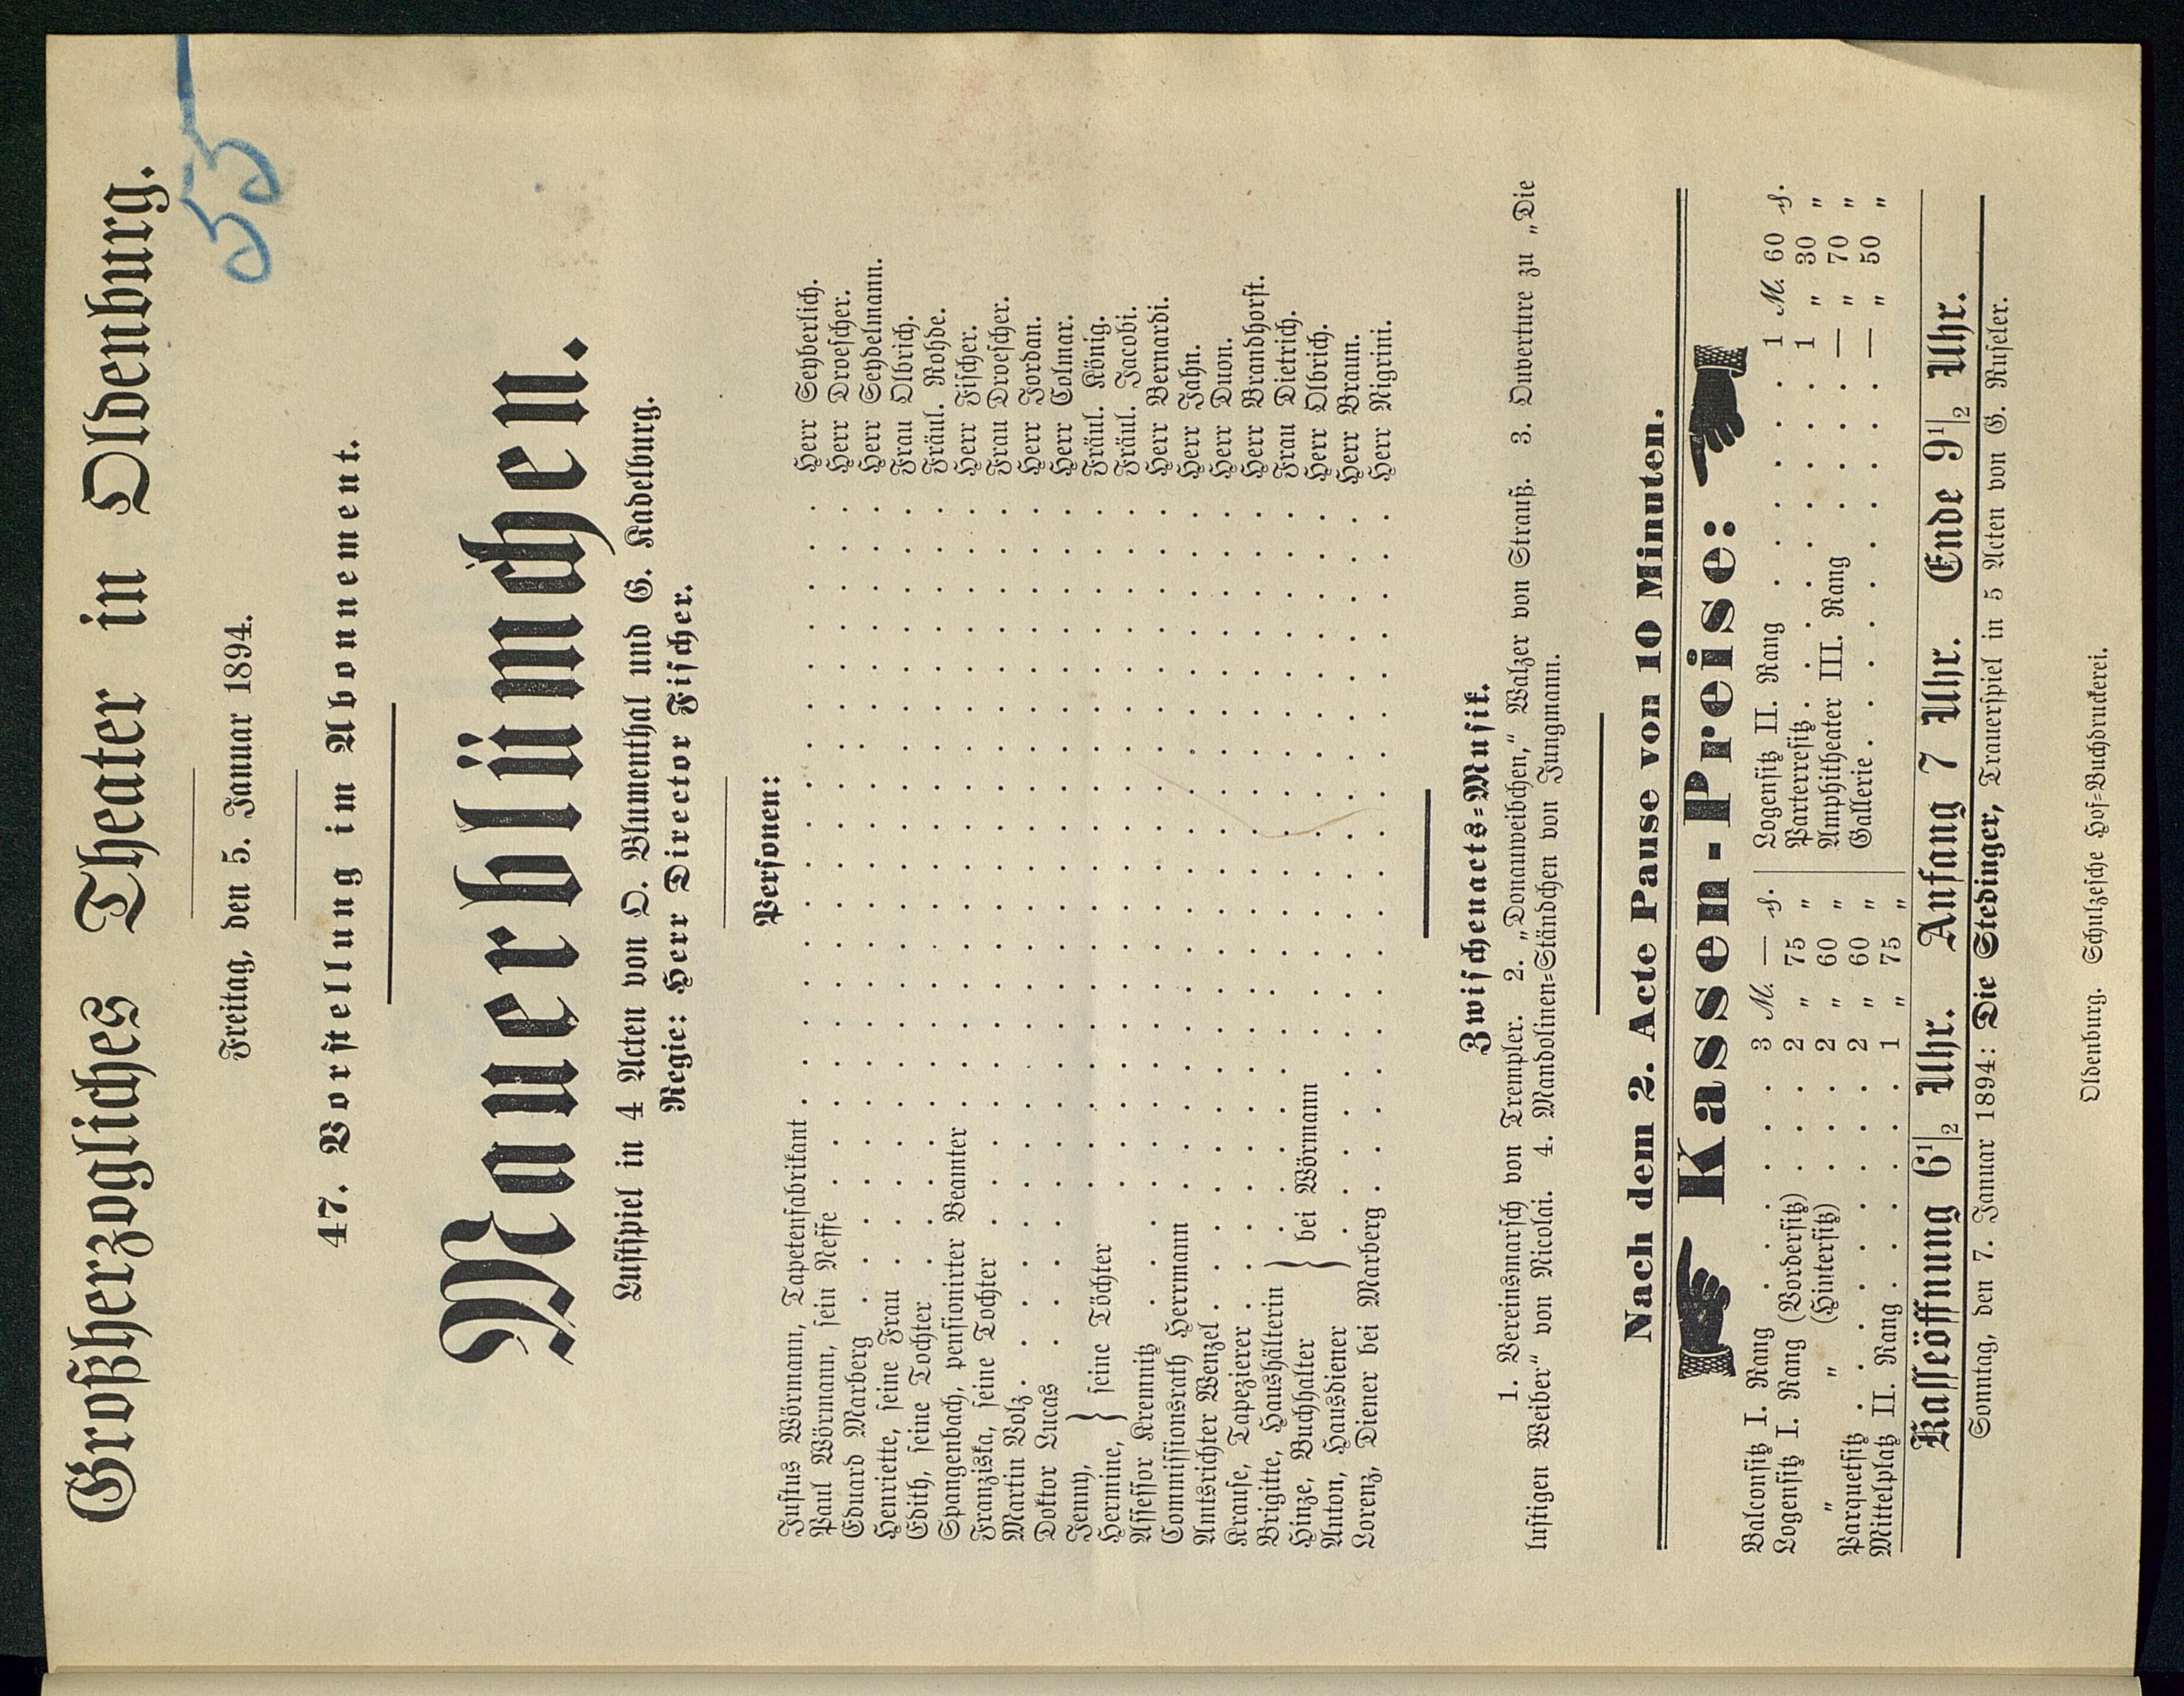 Großherzogliches Theater in Oldenburg.
55
Freitag, den 5. Januar 1894.
47. Vorstellung im Abonnement.
Mauerblümchen.
Lustspiel in 4 Acten von O. Blumenthal und G. Kadelburg.
Regie: Herr Director Fischer.
Personen:
Justus Wörmann, Tapetenfabrikant . . . . . Herr Seyberlich.
Paul Wörmann, sein Neffe . . . . . Herr Droescher.
Eduard Marberg . . . . . Herr Seydelmann.
Henriette, seine Frau . . . . . Frau Olbrich.
Edith, seine Tochter . . . . . Fräul. Rohde.
Spangenbach, pensionirter Beamter . . . . . Herr Fischer.
Franziska, seine Tochter . . . . . Frau Droescher.
Martin Volz . . . . . Herr Jordan.
Doktor Lucas . . . . . Herr Colmar.
Jenny, } seine Töchter . . . . . Fräul. König.
Hermine, } . . . . . Fräul. Jacobi.
Assessor Kremnitz . . . . . Herr Bernardi.
Commissionsrath Herrmann . . . . . Herr Jahn.
Amtsrichter Wenzel . . . . . Herr Duon.
Krause, Tapezierer . . . . . Herr Brandhorst.
Brigitte, Haushälterin } . . . . . Frau Dietrich.
Hinze, Buchhalter } bei Wörmann . . . . . Herr Olbrich.
Anton, Hausdiener } . . . . . Herr Braun.
Lorenz, Diener bei Marberg . . . . . Herr Nigrini.
Zwischenacts-Musik.
1. Vereinsmarsch von Trempler. 2. „Donauweibchen,“ Walzer von Strauß. 3. Ouverture zu „Die
lustigen Weiber“ von Nicolai. 4. Mandolinen-Ständchen von Jungmann.
Nach dem 2. Acte Pause von 10 Minuten.
Kassen-Preise:
Balconsitz I. Rang . . . . . 3 M. — ₰.
Logensitz I. Rang (Vordersitz) . . . . 2 „ 75 „
„ „ (Hintersitz) . . . . 2 „ 60 „
Parquetsitz . . . . . 2 „ 60 „
Mittelplatz II. Rang . . . . . 1 „ 75 „
Logensitz II. Rang . . . . . 1 M. 60 ₰.
Parterresitz . . . . . 1 „ 30 „
Amphitheater III. Rang . . . . — „ 70 „
Gallerie . . . . . — „ 50 „
Kasseöffnung 6 1/2 Uhr. Anfang 7 Uhr. Ende 9 1/2 Uhr.
Sonntag, den 7. Januar 1894: Die Stedinger, Trauerspiel in 5 Acten von G. Ruseler.
Oldenburg. Schulzesche Hof-Buchdruckerei.